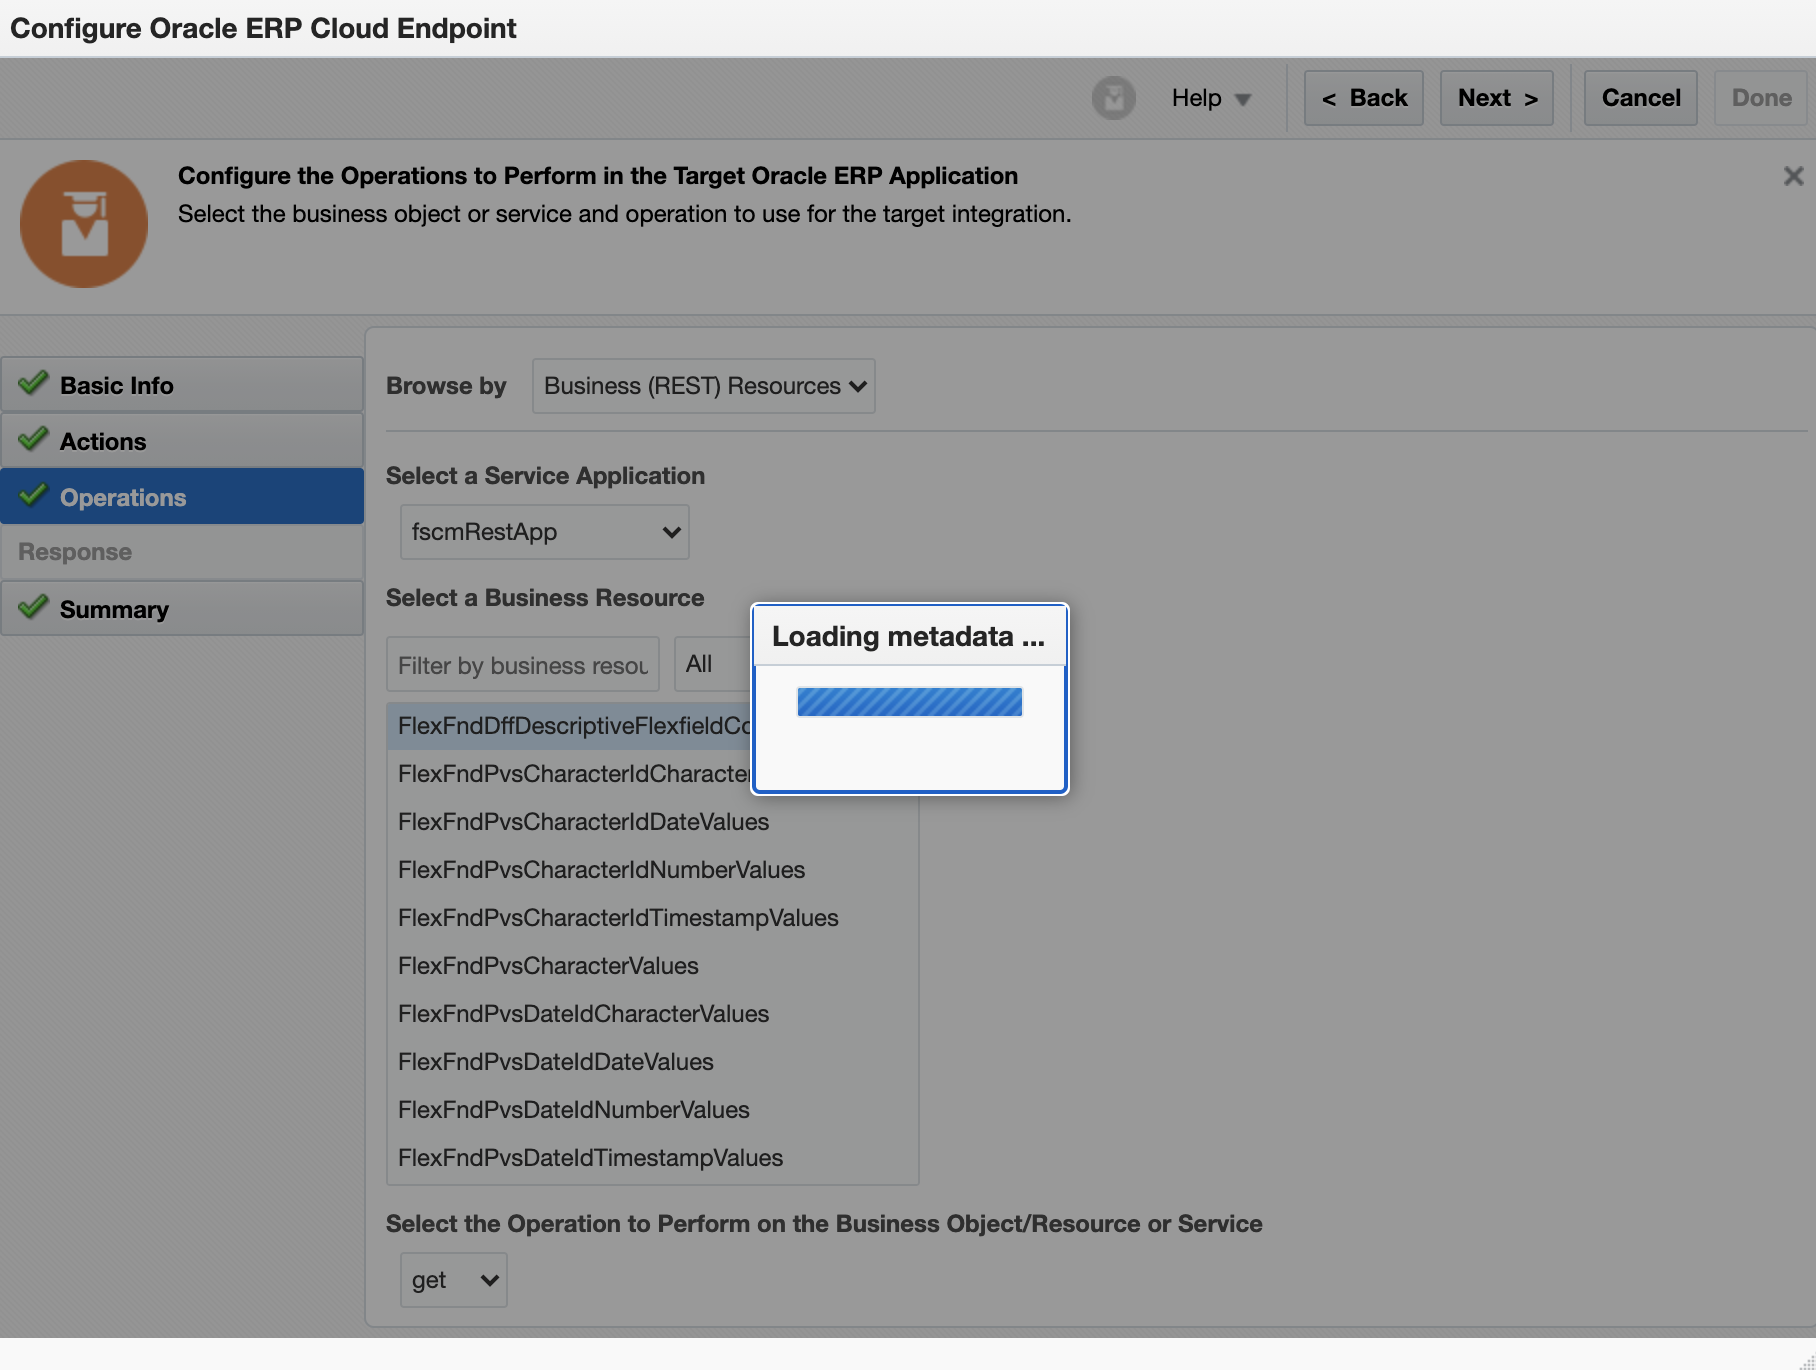 Configure Oracle ERP Cloud Endpoint
Help
< Back
Next >
Cancel
Done
Configure the Operations to Perform in the Target Oracle ERP Application
Select the business object or service and operation to use for the target integration.
Basic Info
Actions
Operations
Response
Summary
Browse by
Business (REST) Resources
Select a Service Application
fscmRestApp
Select a Business Resource
Filter by business resou
All
Loading metadata ...
FlexFndDffDescriptiveFlexfieldCo
FlexFndPvsCharacterIdCharacter
FlexFndPvsCharacterIdDateValues
FlexFndPvsCharacterIdNumberValues
FlexFndPvsCharacterIdTimestampValues
FlexFndPvsCharacterValues
FlexFndPvsDateIdCharacterValues
FlexFndPvsDateIdDateValues
FlexFndPvsDateIdNumberValues
FlexFndPvsDateIdTimestampValues
Select the Operation to Perform on the Business Object/Resource or Service
get